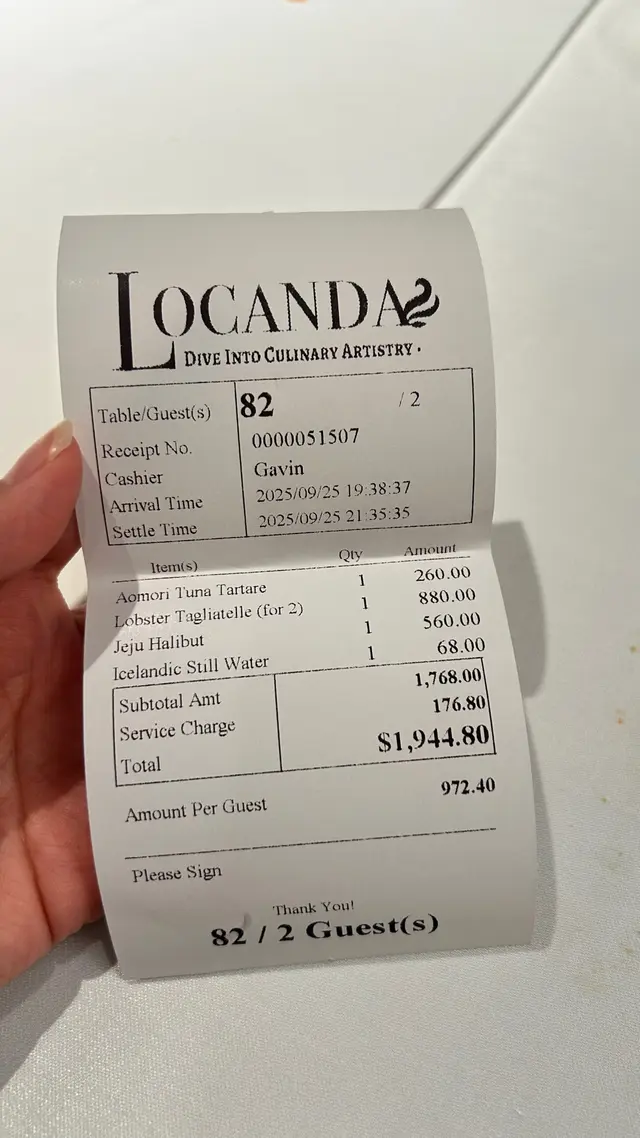 LOCANDA
DIVE INTO CULINARY ARTISTRY.
Table/Guest(s) 82 / 2
Receipt No. 0000051507
Cashier Gavin
Arrival Time 2025/09/25 19:38:37
Settle Time 2025/09/25 21:35:35
Item(s) Qty Amount
Aomori Tuna Tartare 1 260.00
Lobster Tagliatelle (for 2) 1 880.00
Jeju Halibut 1 560.00
Icelandic Still Water 1 68.00
Subtotal Amt 1,768.00
Service Charge 176.80
Total $1,944.80
Amount Per Guest 972.40
Please Sign
Thank You!
82 / 2 Guest(s)